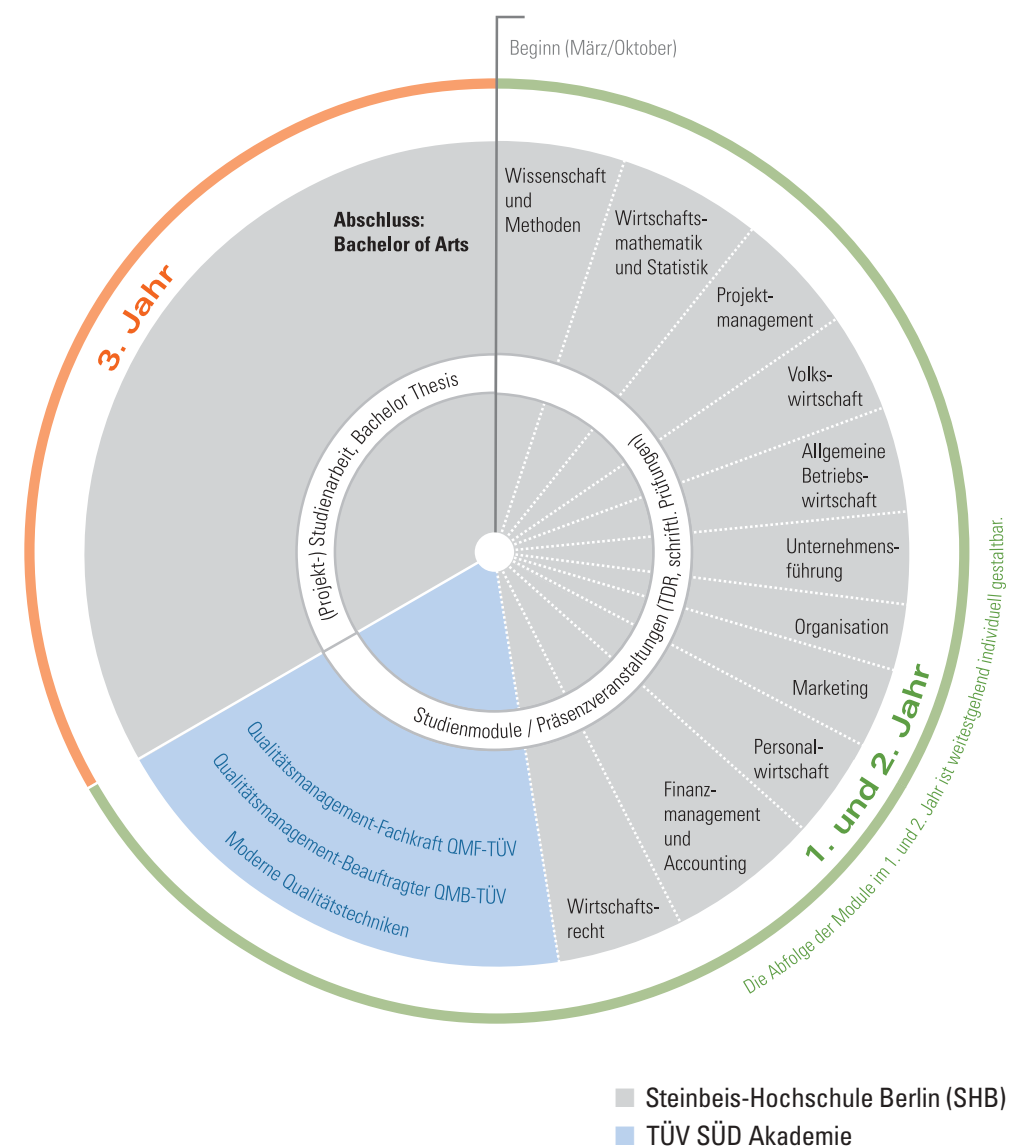 Beginn (März/Oktober)
Wissenschaft
und
Methoden
Wirtschafts-
mathematik
und Statistik
Projekt-
management
Volks-
wirtschaft
Allgemeine
Betriebs-
wirtschaft
Unternehmens-
führung
Organisation
Marketing
Personal-
wirtschaft
Finanz-
management
und
Accounting
Wirtschafts-
recht
Qualitätsmanagement-Fachkraft QMF-TÜV
Qualitätsmanagement-Beauftragter QMB-TÜV
Moderne Qualitätstechniken
Abschluss:
Bachelor of Arts
(Projekt-) Studienarbeit, Bachelor Thesis
Studienmodule / Präsenzveranstaltungen (TDR, schriftl. Prüfungen)
3. Jahr
1. und 2. Jahr
Die Abfolge der Module im 1. und 2. Jahr ist weitestgehend individuell gestaltbar.
Steinbeis-Hochschule Berlin (SHB)
TÜV SÜD Akademie